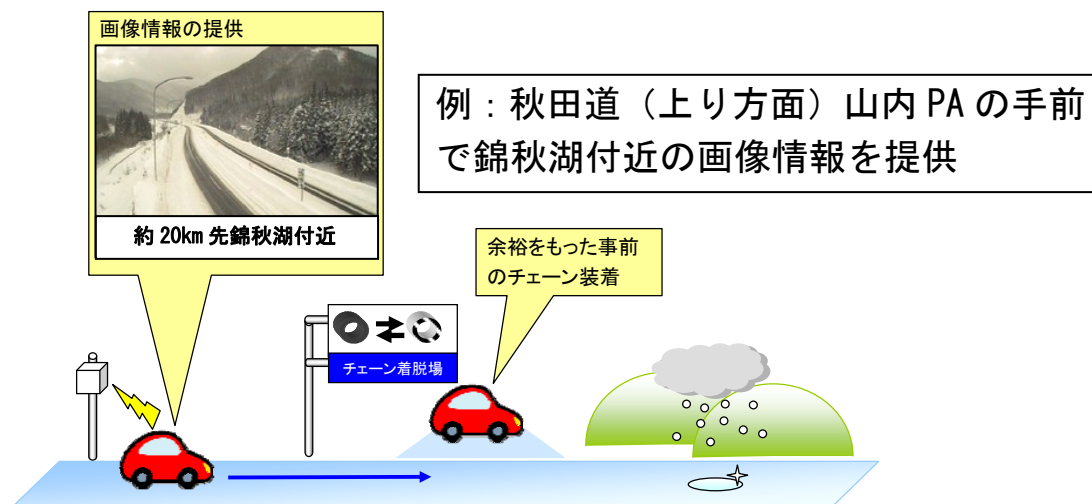 画像情報の提供
約20km先錦秋湖付近
例：秋田道（上り方面）山内PAの手前
で錦秋湖付近の画像情報を提供
余裕をもった事前
のチェーン装着
チェーン着脱場